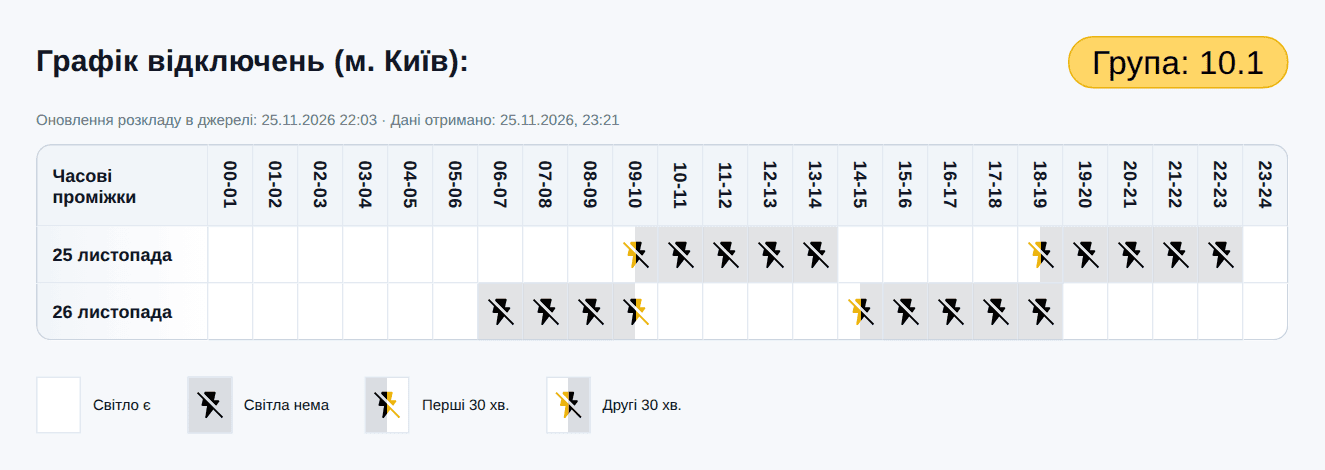 Графік відключень (м. Київ):
Група: 10.1
Оновлення розкладу в джерелі: 25.11.2026 22:03 · Дані отримано: 25.11.2026, 23:21
Часові
проміжки
00-01
01-02
02-03
03-04
04-05
05-06
06-07
07-08
08-09
09-10
10-11
11-12
12-13
13-14
14-15
15-16
16-17
17-18
18-19
19-20
20-21
21-22
22-23
23-24
25 листопада
26 листопада
Світло є
Світла нема
Перші 30 хв.
Другі 30 хв.